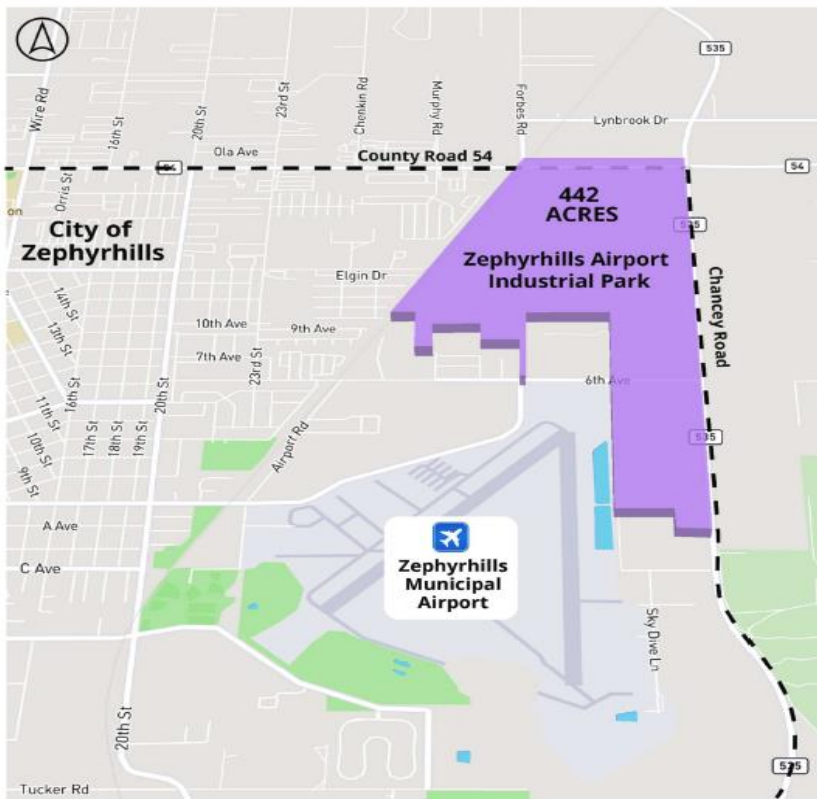 535
Wire Rd
16th St
20th St
23rd St
Chenkin Rd
Murphy Rd
Forbes Rd
Lynbrook Dr
Ola Ave
County Road 54
54
54
Orris St
on
442
ACRES
535
City of
Zephyrhills
Zephyrhills Airport
Industrial Park
Elgin Dr
Chancey Road
14th St
13th St
10th Ave
9th Ave
7th Ave
23rd St
6th Ave
16th St
20th St
11th St
10th St
9th St
17th St
18th St
19th St
Airport Rd
535
A Ave
C Ave
Zephyrhills
Municipal
Airport
Sky Dive Ln
20th St
535
Tucker Rd